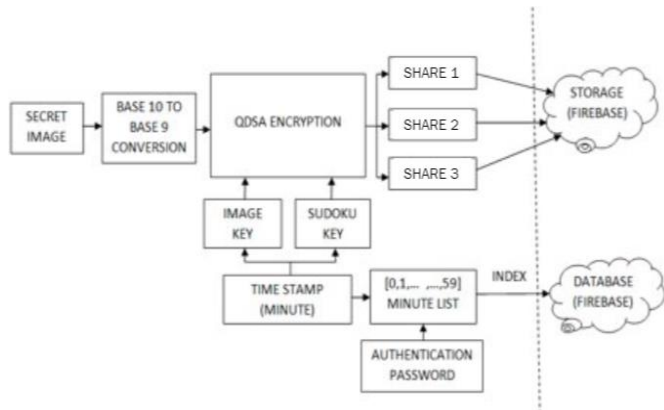 SECRET
IMAGE
BASE 10 TO
BASE 9
CONVERSION
QDSA ENCRYPTION
SHARE 1
SHARE 2
SHARE 3
STORAGE
(FIREBASE)
IMAGE
KEY
SUDOKU
KEY
TIME STAMP
(MINUTE)
[0,1,... ,...,59]
MINUTE LIST
INDEX
DATABASE
(FIREBASE)
AUTHENTICATION
PASSWORD